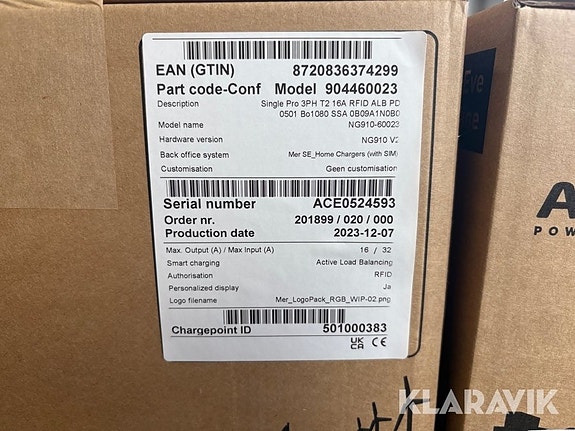 EAN (GTIN) 8720836374299
Part code-Conf Model 904460023
Description Single Pro 3PH T2 16A RFID ALB PD
0501 Bo1080 SSA 0B09A1N0B0
Model name NG910-60023
Hardware version NG910 V2
Back office system Mer SE_Home Chargers (with SIM)
Customisation Geen customisation
Serial number ACE0524593
Order nr. 201899 / 020 / 000
Production date 2023-12-07
Max. Output (A) / Max Input (A) 16 / 32
Smart charging Active Load Balancing
Authorisation RFID
Personalized display Ja
Logo filename Mer_LogoPack_RGB_WIP-02.png
Chargepoint ID 501000383
UK
CA CE
Eve
POW
KLARAVIK